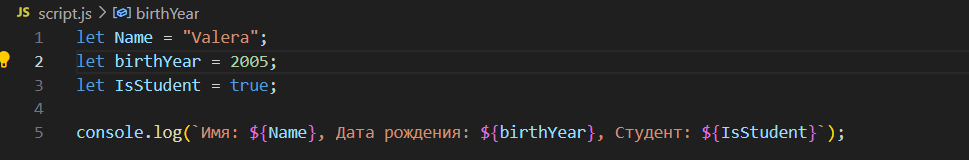 JS script.js > birthYear
1 let Name = "Valera";
2 let birthYear = 2005;
3 let IsStudent = true;
4
5 console.log(`Имя: ${Name}, Дата рождения: ${birthYear}, Студент: ${IsStudent}`);